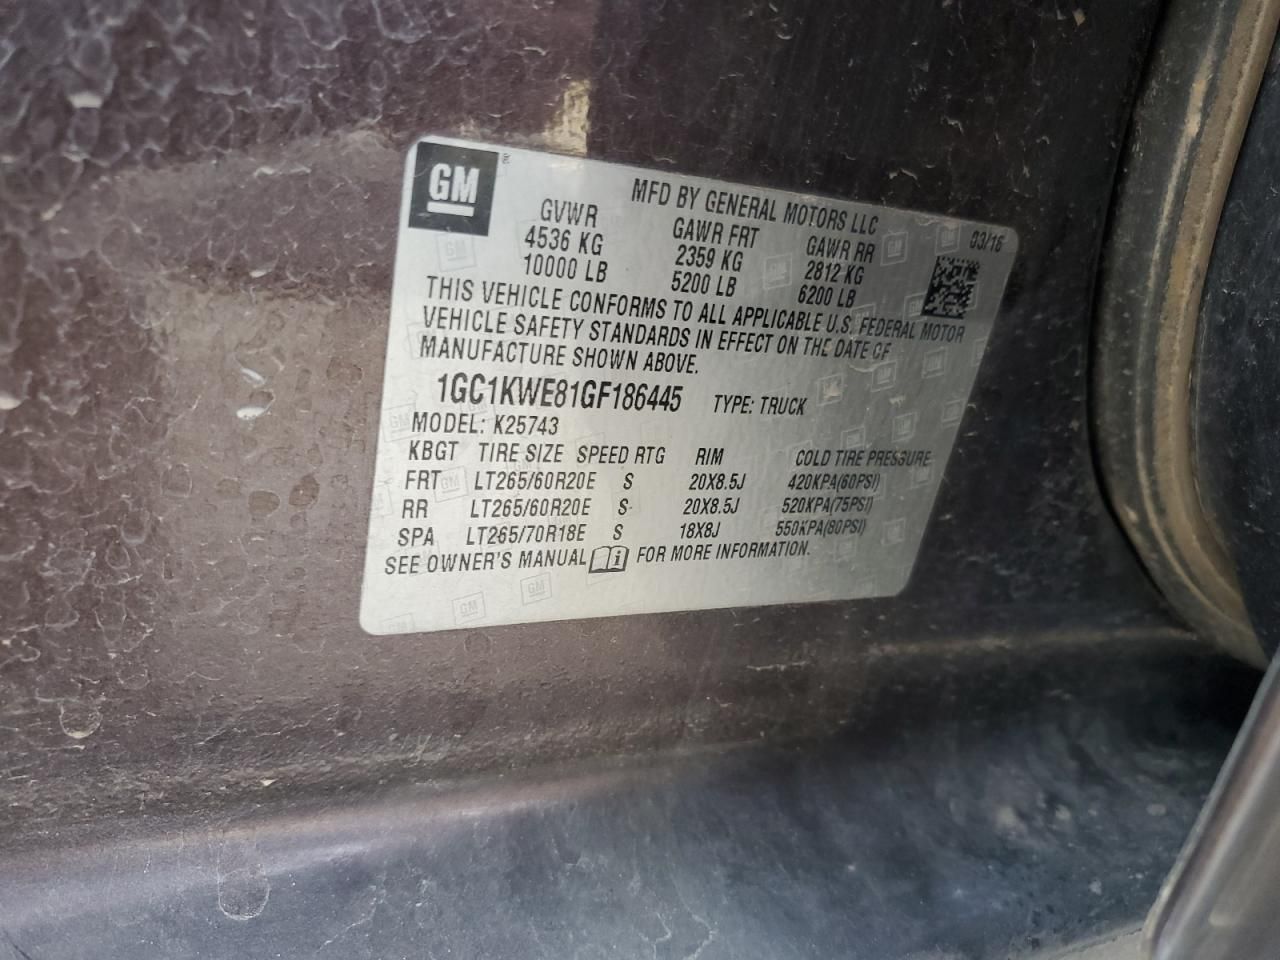 GM
MFD BY GENERAL MOTORS LLC
03/16
GVWR GAWR FRT GAWR RR
4536 KG 2359 KG 2812 KG
10000 LB 5200 LB 6200 LB
THIS VEHICLE CONFORMS TO ALL APPLICABLE U.S. FEDERAL MOTOR
VEHICLE SAFETY STANDARDS IN EFFECT ON THE DATE OF
MANUFACTURE SHOWN ABOVE.
1GC1KWE81GF186445 TYPE: TRUCK
MODEL: K25743
KBGT TIRE SIZE SPEED RTG RIM COLD TIRE PRESSURE
FRT LT265/60R20E S 20X8.5J 420KPA(60PSI)
RR LT265/60R20E S 20X8.5J 520KPA(75PSI)
SPA LT265/70R18E S 18X8J 550KPA(80PSI)
SEE OWNER'S MANUAL FOR MORE INFORMATION.